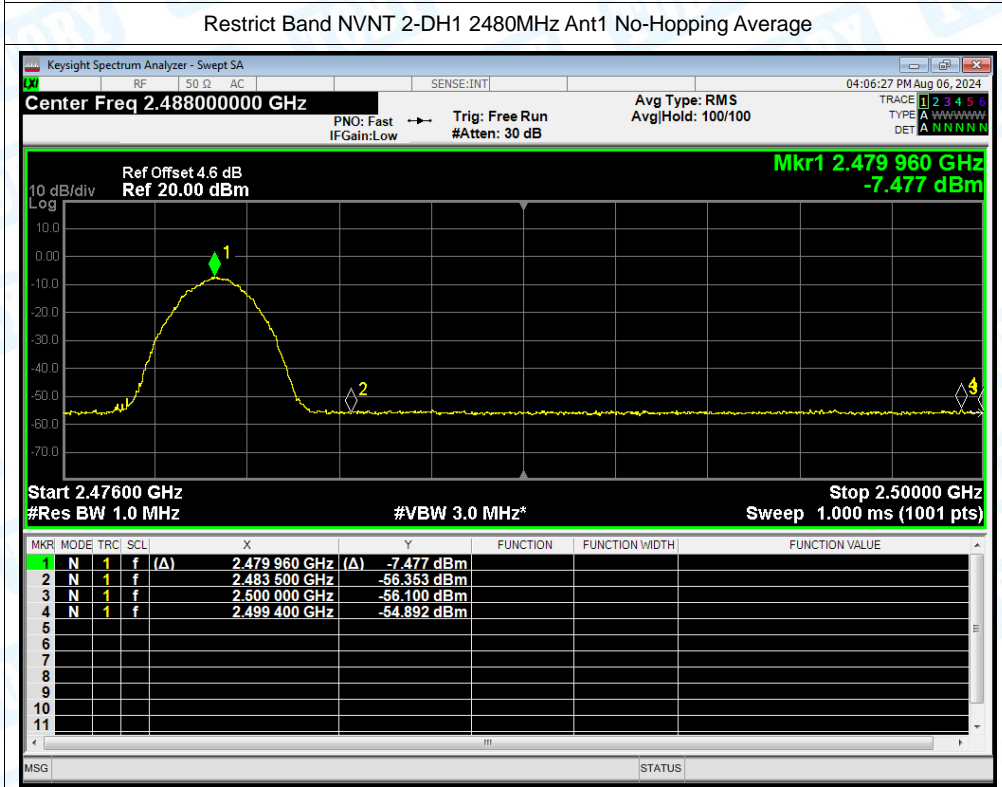 Restrict Band NVNT 2-DH1 2480MHz Ant1 No-Hopping Average
Keysight Spectrum Analyzer - Swept SA
LXI RF 50 Ω AC SENSE:INT 04:06:27 PM Aug 06, 2024
Center Freq 2.488000000 GHz
PNO: Fast
IFGain:Low
Trig: Free Run
#Atten: 30 dB
Avg Type: RMS
Avg|Hold: 100/100
TRACE 1 2 3 4 5 6
TYPE A WWWWW
DET A N N N N N
Mkr1 2.479 960 GHz
-7.477 dBm
Ref Offset 4.6 dB
10 dB/div Ref 20.00 dBm
Log
10.0
0.00
-10.0
-20.0
-30.0
-40.0
-50.0
-60.0
-70.0
1
2
4
3
Start 2.47600 GHz Stop 2.50000 GHz
#Res BW 1.0 MHz #VBW 3.0 MHz* Sweep 1.000 ms (1001 pts)
MKR MODE TRC SCL X Y FUNCTION FUNCTION WIDTH FUNCTION VALUE
1 N 1 f (Δ) 2.479 960 GHz (Δ) -7.477 dBm
2 N 1 f 2.483 500 GHz -56.353 dBm
3 N 1 f 2.500 000 GHz -56.100 dBm
4 N 1 f 2.499 400 GHz -54.892 dBm
5
6
7
8
9
10
11
MSG STATUS